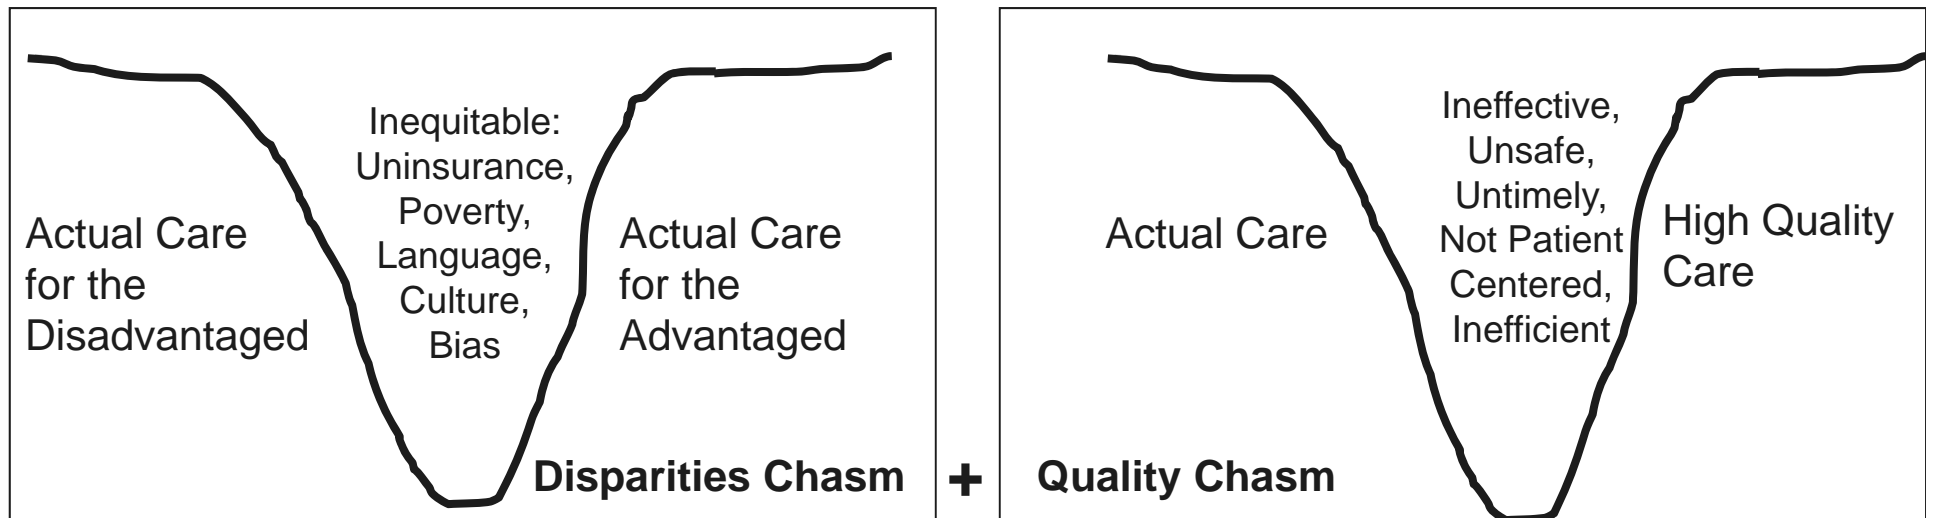 Inequitable:
Uninsurance,
Poverty,
Language,
Culture,
Bias
Actual Care
for the
Disadvantaged
Actual Care
for the
Advantaged
Disparities Chasm
+
Ineffective,
Unsafe,
Untimely,
Not Patient
Centered,
Inefficient
Actual Care
High Quality
Care
Quality Chasm